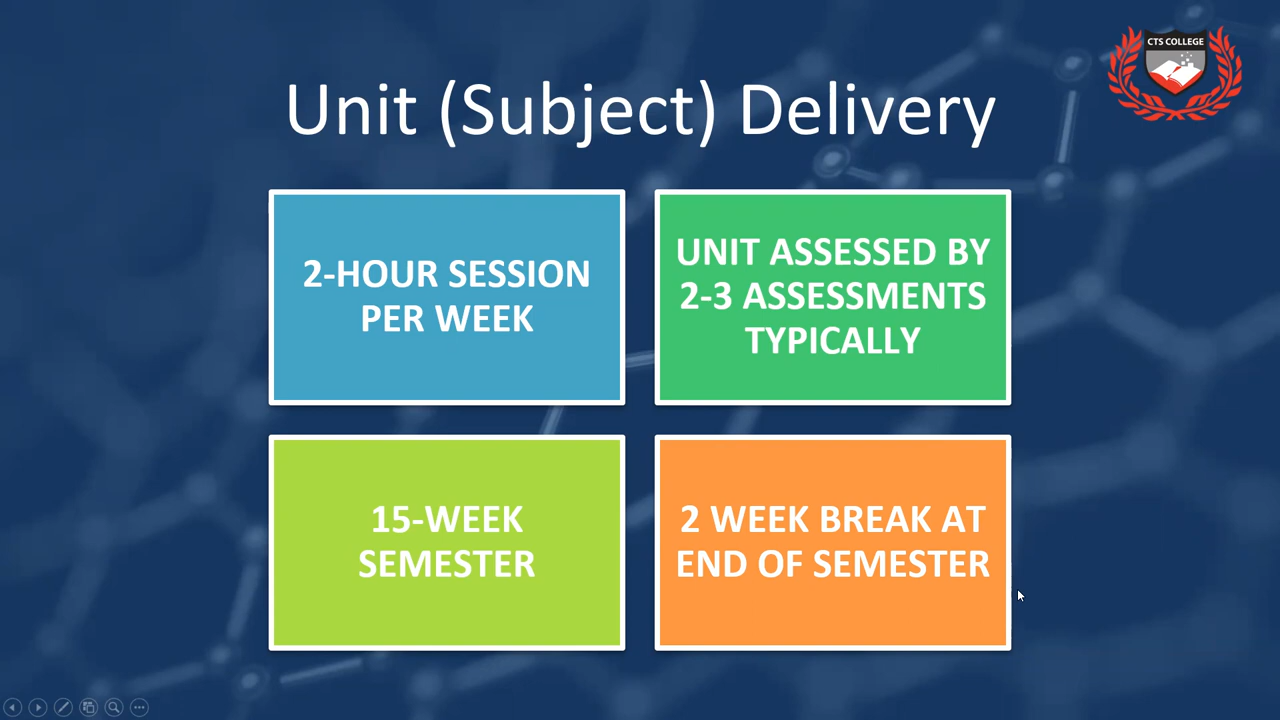 CTS COLLEGE
Unit (Subject) Delivery
2-HOUR SESSION
PER WEEK
UNIT ASSESSED BY
2-3 ASSESSMENTS
TYPICALLY
15-WEEK
SEMESTER
2 WEEK BREAK AT
END OF SEMESTER